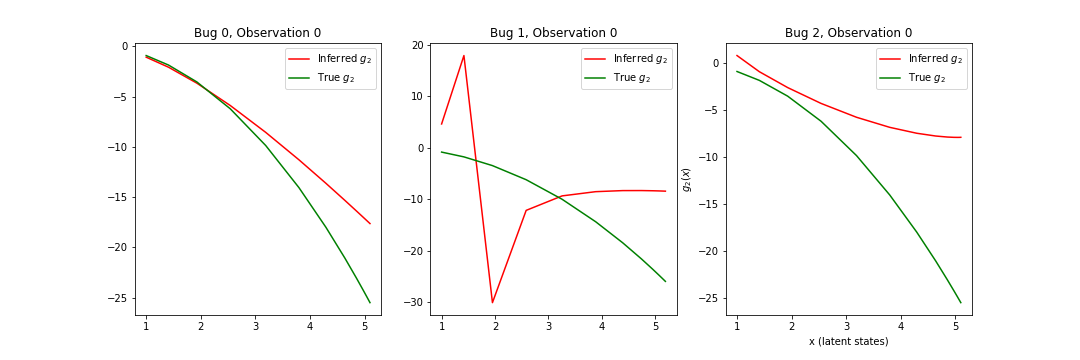 Bug 0, Observation 0
Inferred g₂
True g₂
0
−5
−10
−15
−20
−25
1 2 3 4 5
Bug 1, Observation 0
Inferred g₂
True g₂
20
10
0
−10
−20
−30
1 2 3 4 5
Bug 2, Observation 0
Inferred g₂
True g₂
g₂(x)
0
−5
−10
−15
−20
−25
1 2 3 4 5
x (latent states)